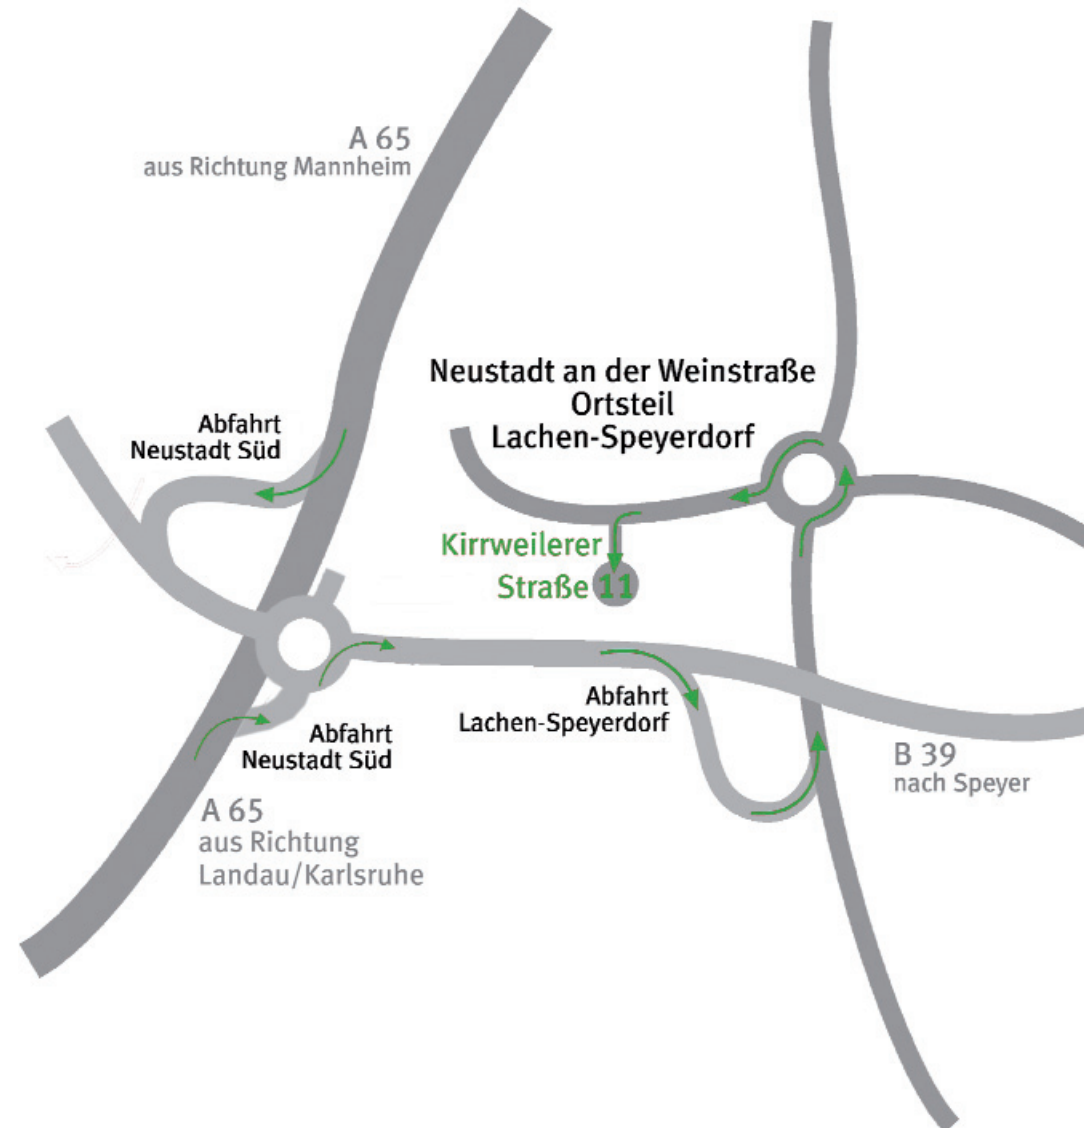 A 65
aus Richtung Mannheim
Neustadt an der Weinstraße
Ortsteil
Lachen-Speyerdorf
Abfahrt
Neustadt Süd
Kirrweilerer
Straße 11
Abfahrt
Lachen-Speyerdorf
Abfahrt
Neustadt Süd
B 39
nach Speyer
A 65
aus Richtung
Landau/Karlsruhe